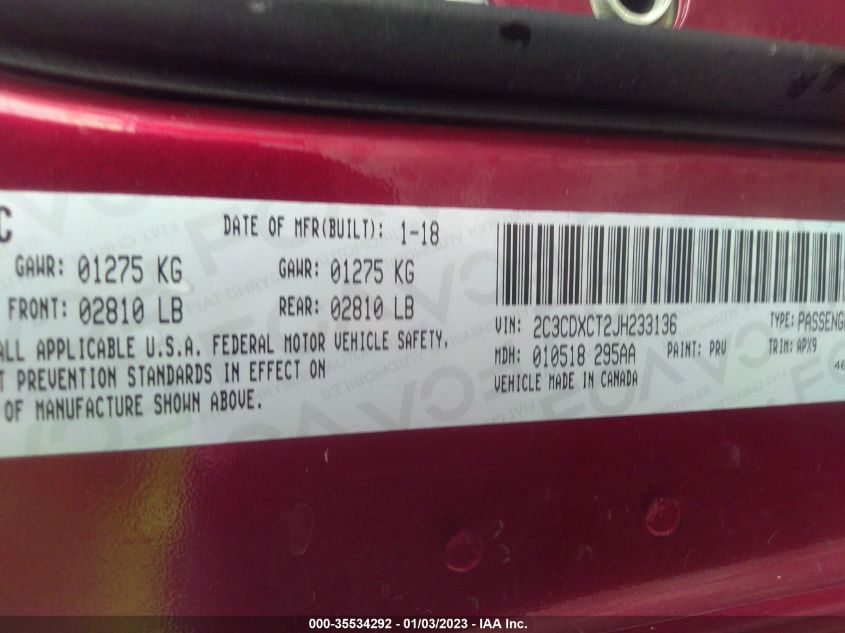 C
DATE OF MFR(BUILT): 1-18
GAWR: 01275 KG GAWR: 01275 KG
FRONT: 02810 LB REAR: 02810 LB
ALL APPLICABLE U.S.A. FEDERAL MOTOR VEHICLE SAFETY,
T PREVENTION STANDARDS IN EFFECT ON
OF MANUFACTURE SHOWN ABOVE.
VIN: 2C3CDXCT2JH233136 TYPE: PASSENG
MDH: 010518 295AA PAINT: PRV TRIM: APX9
VEHICLE MADE IN CANADA
46
000-35534292 - 01/03/2023 - IAA Inc.